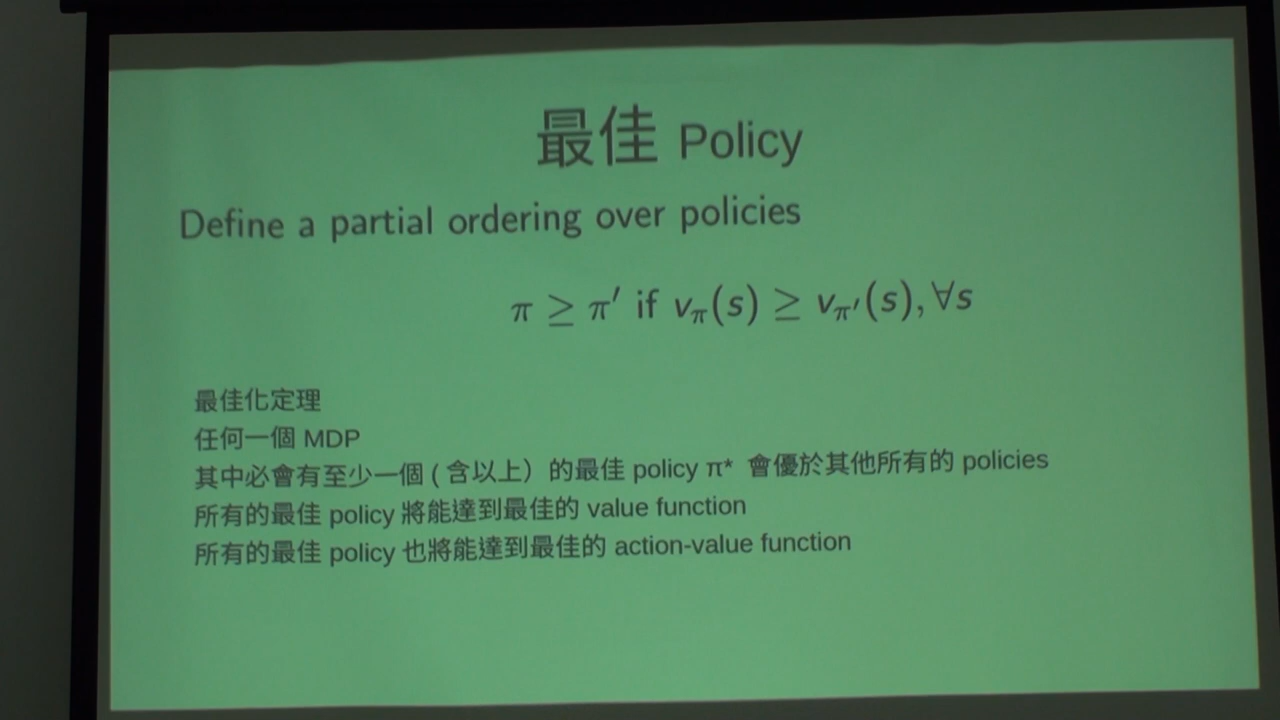 最佳 Policy
Define a partial ordering over policies
π ≥ π′ if vπ(s) ≥ vπ′(s), ∀s
最佳化定理
任何一個 MDP
其中必會有至少一個 ( 含以上）的最佳 policy π* 會優於其他所有的 policies
所有的最佳 policy 將能達到最佳的 value function
所有的最佳 policy 也將能達到最佳的 action-value function